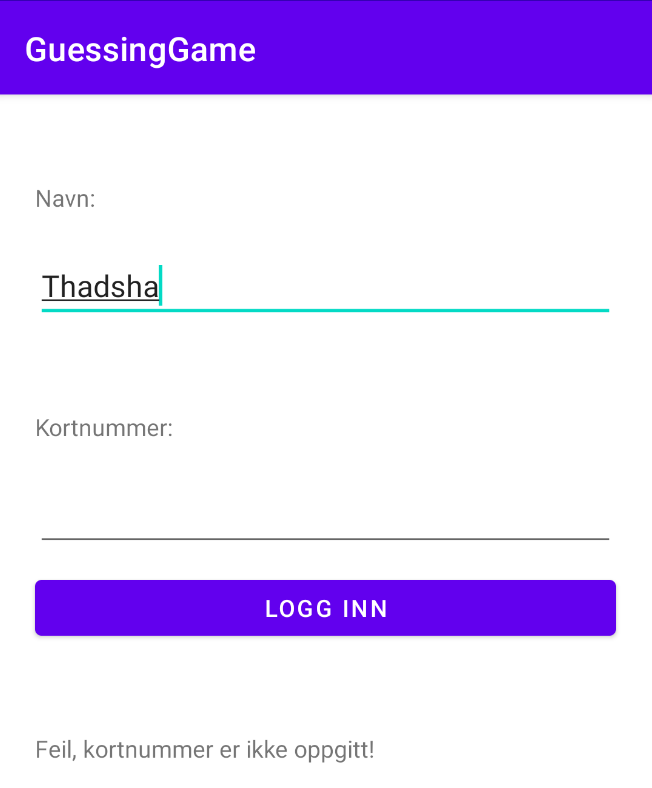 GuessingGame
Navn:
Thadsha
Kortnummer:
LOGG INN
Feil, kortnummer er ikke oppgitt!